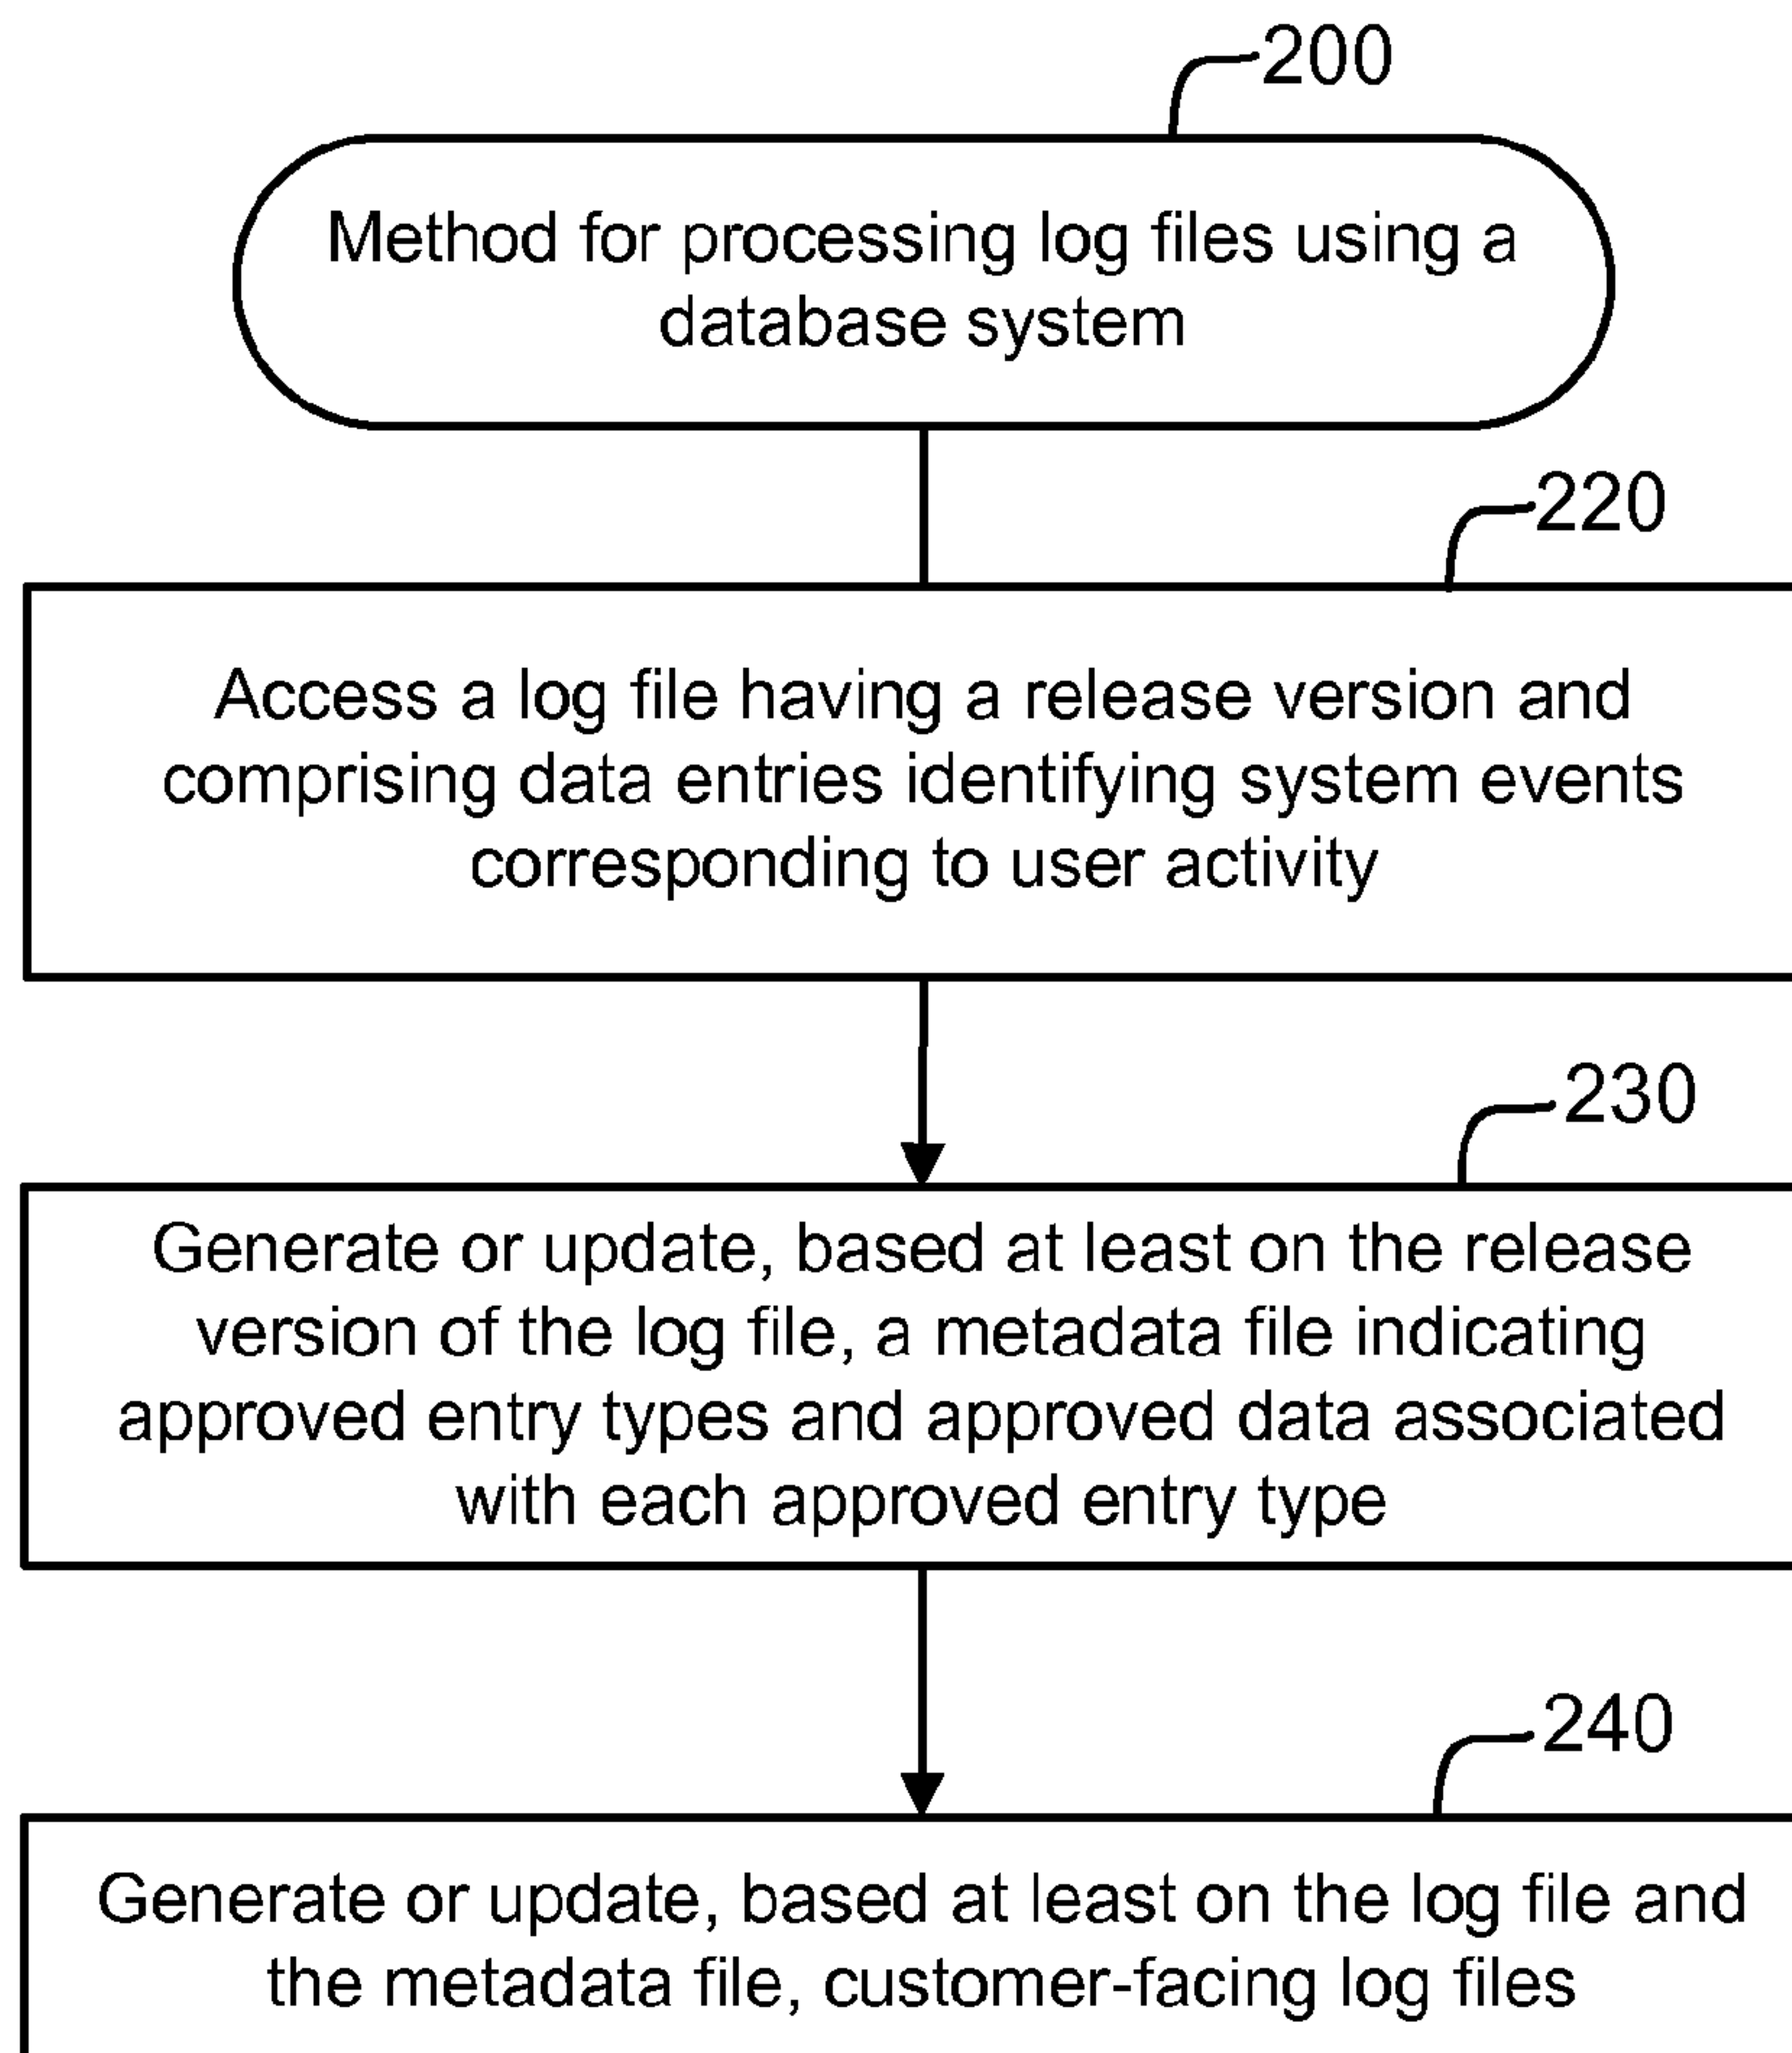 200
Method for processing log files using a
database system
220
Access a log file having a release version and
comprising data entries identifying system events
corresponding to user activity
230
Generate or update, based at least on the release
version of the log file, a metadata file indicating
approved entry types and approved data associated
with each approved entry type
240
Generate or update, based at least on the log file and
the metadata file, customer-facing log files